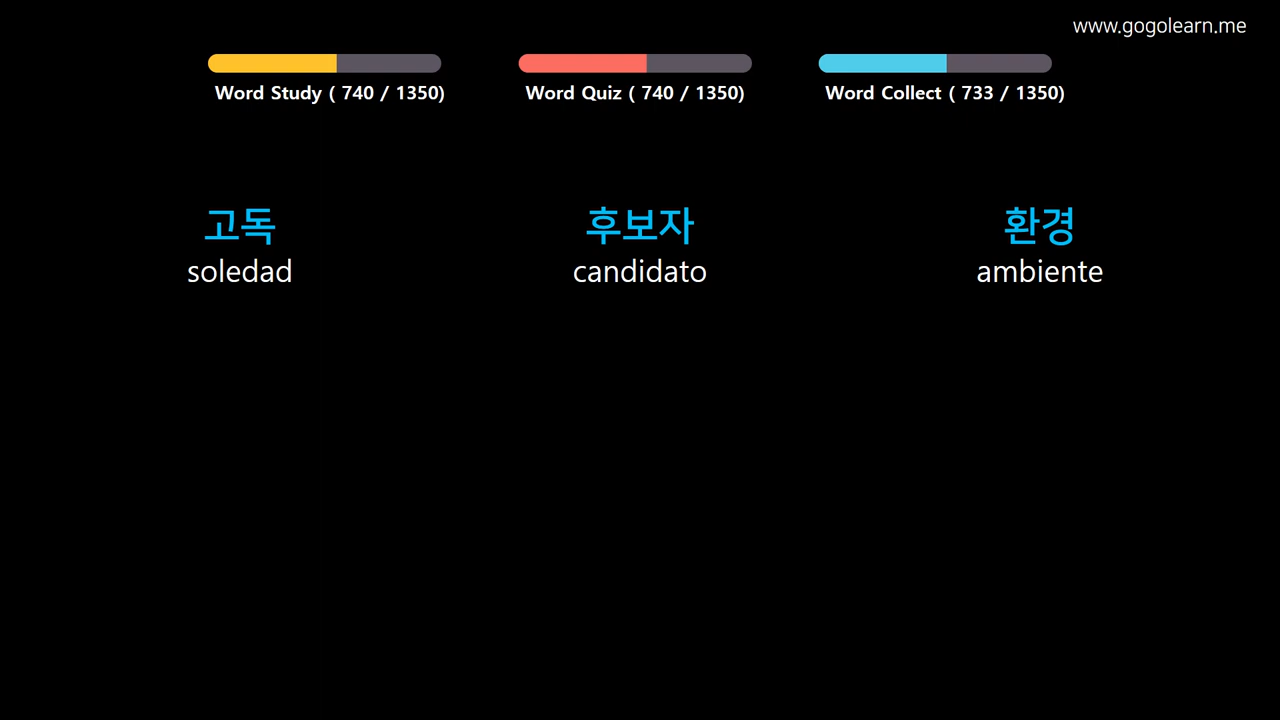 www.gogolearn.me
Word Study ( 740 / 1350)
Word Quiz ( 740 / 1350)
Word Collect ( 733 / 1350)
고독
soledad
후보자
candidato
환경
ambiente